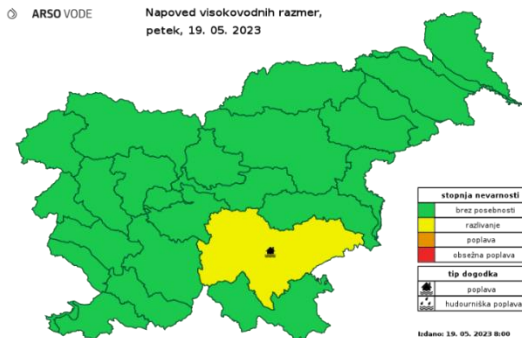 ARSO VODE
Napoved visokovodnih razmer,
petek, 19. 05. 2023
stopnja nevarnosti
brez posebnosti
razlivanje
poplava
obsežna poplava
tip dogodka
poplava
hudourniška poplava
Izdano: 19. 05. 2023 8:00